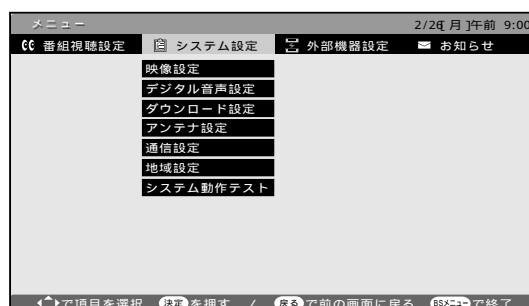 メニュー 2/26[月]午前 9:00
番組視聴設定 システム設定 外部機器設定 お知らせ
映像設定
デジタル音声設定
ダウンロード設定
アンテナ設定
通信設定
地域設定
システム動作テスト
で項目を選択 決定を押す / 戻るで前の画面に戻る BSメニューで終了